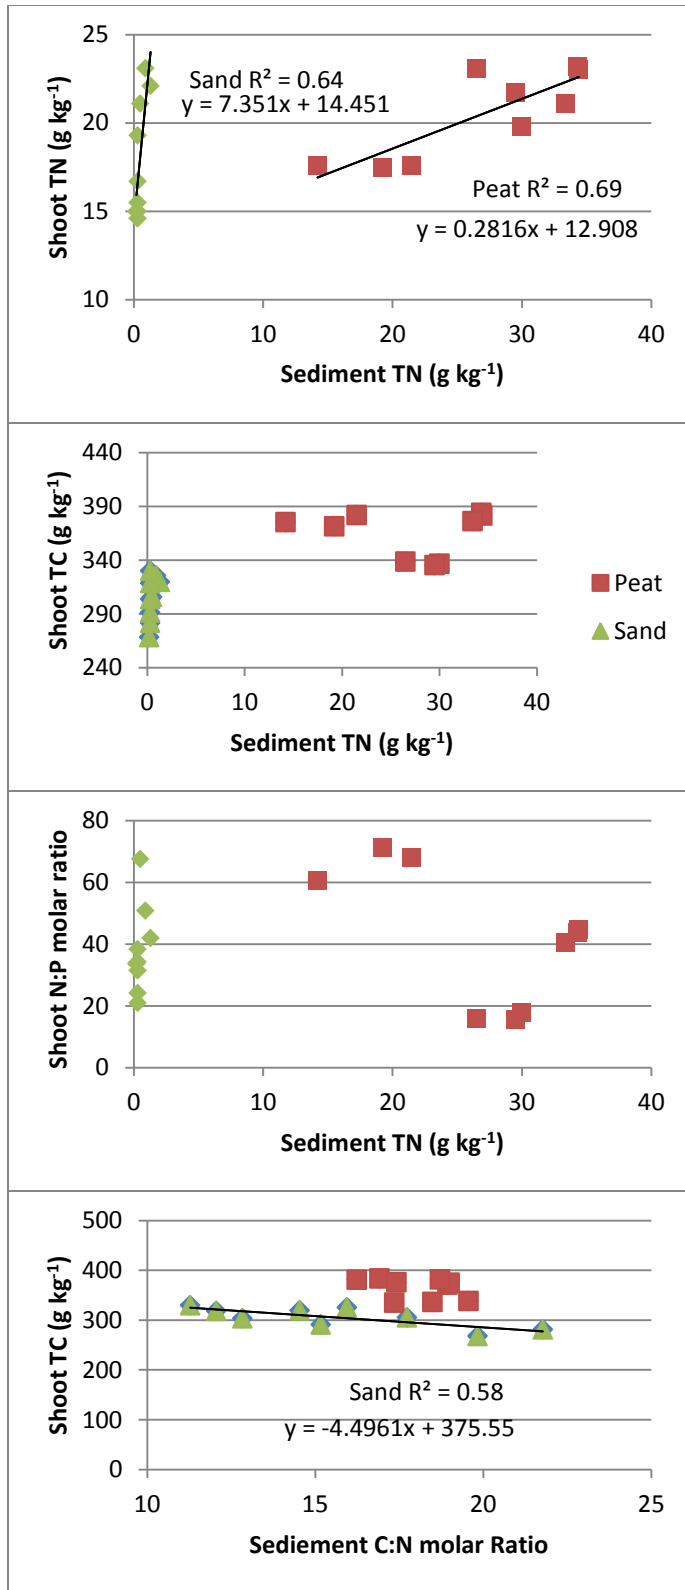 25
20
15
10
Shoot TN (g kg⁻¹)
Sand R² = 0.64
y = 7.351x + 14.451
Peat R² = 0.69
y = 0.2816x + 12.908
0 10 20 30 40
Sediment TN (g kg⁻¹)
440
390
340
290
240
Shoot TC (g kg⁻¹)
Peat
Sand
0 10 20 30 40
Sediment TN (g kg⁻¹)
80
60
40
20
0
Shoot N:P molar ratio
0 10 20 30 40
Sediment TN (g kg⁻¹)
500
400
300
200
100
0
Shoot TC (g kg⁻¹)
Sand R² = 0.58
y = -4.4961x + 375.55
10 15 20 25
Sediement C:N molar Ratio